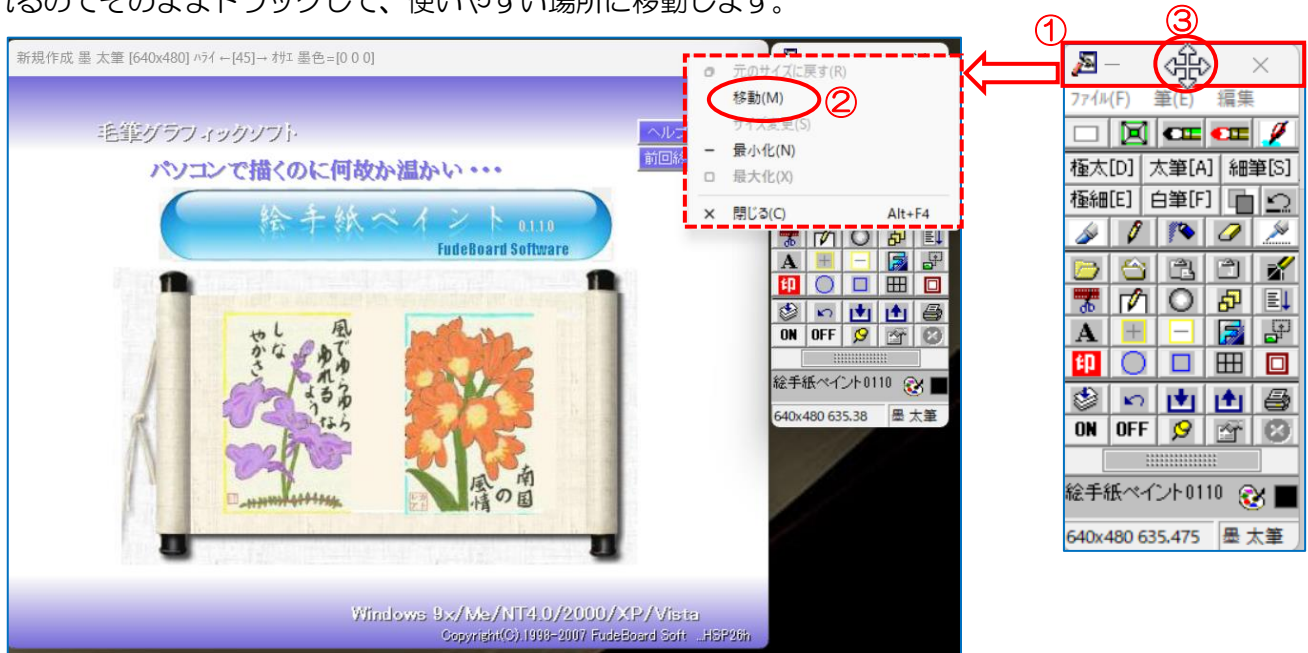 るのでそのままドラッグして、使いやすい場所に移動します。
新規作成 墨 太筆 [640x480] ﾊﾗｲ ←[45]→ ｵｻｴ 墨色=[0 0 0]
毛筆グラフィックソフト
パソコンで描くのに何故か温かい・・・
絵手紙ペイント 0.1.1.0
FudeBoard Software
風でゆらゆら
ゆれるような
しな
やかさ
南国
の
風情
Windows 9x/Me/NT4.0/2000/XP/Vista
Copyright(C) 1998-2007 FudeBoard Soft ...HSP26h
ヘルプ
前回
元のサイズに戻す(R)
移動(M)
②
サイズ変更(S)
最小化(N)
最大化(X)
閉じる(C) Alt+F4
A
印
ON OFF
絵手紙ペイント0110
640x480 635.38 墨 太筆
①
③
ﾌｧｲﾙ(F) 筆(E) 編集
極太[D] 太筆[A] 細筆[S]
極細[E] 白筆[F]
A
印
ON OFF
絵手紙ペイント0110
640x480 635.475 墨 太筆